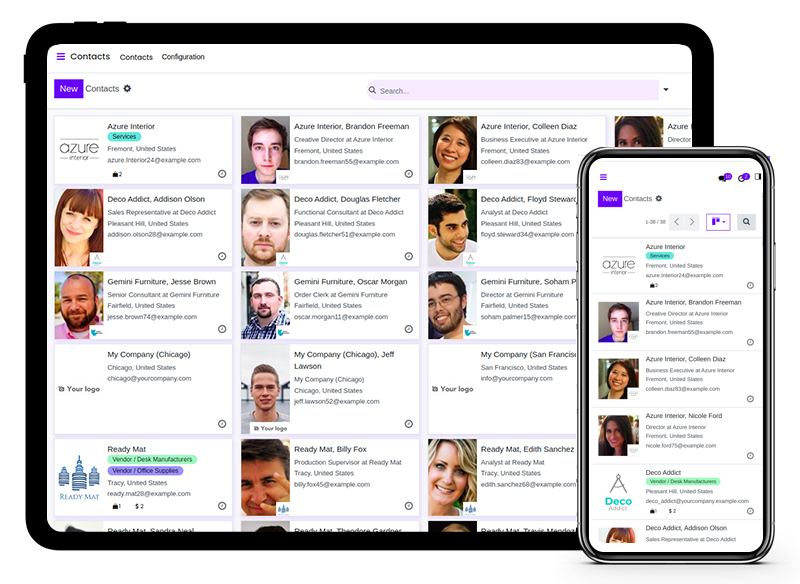 Contacts Contacts Configuration
New Contacts
Search...
azure
interior
Azure Interior
Services
Fremont, United States
azure.Interior24@example.com
2
Azure Interior, Brandon Freeman
Creative Director at Azure Interior
Fremont, United States
brandon.freeman55@example.com
Azure Interior, Colleen Diaz
Business Executive at Azure Interior
Fremont, United States
colleen.diaz83@example.com
Azure I
Director
Fremont
Deco Addict, Addison Olson
Sales Representative at Deco Addict
Pleasant Hill, United States
addison.olson28@example.com
Deco Addict, Douglas Fletcher
Functional Consultant at Deco Addict
Pleasant Hill, United States
douglas.fletcher51@example.com
Deco Addict, Floyd Steward
Analyst at Deco Addict
Pleasant Hill, United States
floyd.steward34@example.com
Gemini Furniture, Jesse Brown
Senior Consultant at Gemini Furniture
Fairfield, United States
jesse.brown74@example.com
Gemini Furniture, Oscar Morgan
Order Clerk at Gemini Furniture
Fairfield, United States
oscar.morgan11@example.com
Gemini Furniture, Soham P
Director at Gemini Furniture
Fairfield, United States
soham.palmer15@example.com
Your logo
My Company (Chicago)
Chicago, United States
chicago@yourcompany.com
Your logo
My Company (Chicago), Jeff
Lawson
My Company (Chicago)
Chicago, United States
jeff.lawson52@example.com
Your logo
My Company (San Francisc
San Francisco, United States
info@yourcompany.com
READY MAT
Ready Mat
Vendor / Desk Manufacturers
Vendor / Office Supplies
Tracy, United States
ready.mat28@example.com
1 $ 2
Ready Mat, Billy Fox
Production Supervisor at Ready Mat
Tracy, United States
billy.fox45@example.com
Ready Mat, Edith Sanchez
Analyst at Ready Mat
Tracy, United States
edith.sanchez68@example.com
Ready Mat, Sandra Neal
Ready Mat, Theodore Gardner
Ready Mat, Travis Mendoz
New Contacts
1-38 / 38
azure
interior
Azure Interior
Services
Fremont, United States
azure.Interior24@example.com
2
Azure Interior, Brandon Freeman
Creative Director at Azure Interior
Fremont, United States
brandon.freeman55@example.com
Azure Interior, Colleen Diaz
Business Executive at Azure Interior
Fremont, United States
colleen.diaz83@example.com
Azure Interior, Nicole Ford
Director at Azure Interior
Fremont, United States
nicole.ford75@example.com
Deco
Addict
Deco Addict
Vendor / Desk Manufacturers
Pleasant Hill, United States
deco_addict@yourcompany.example.com
1 $ 2
Deco Addict, Addison Olson
Sales Representative at Deco Addict